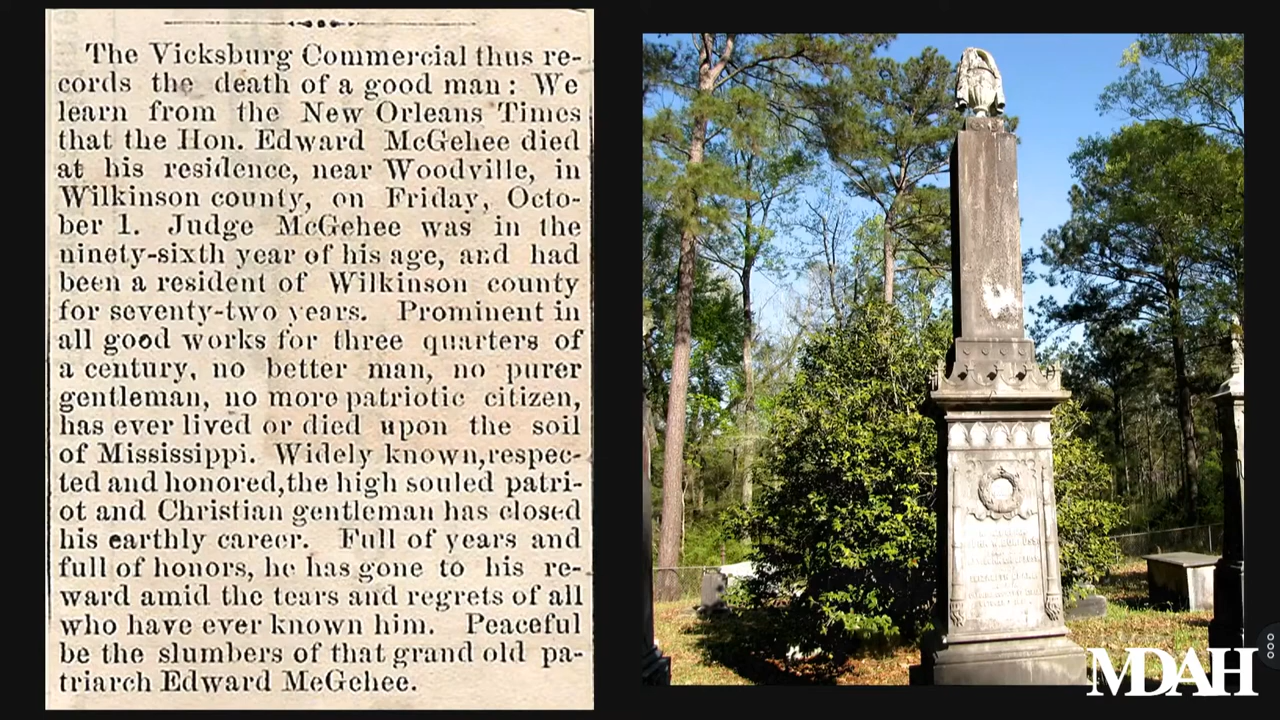 The Vicksburg Commercial thus re-
cords the death of a good man: We
learn from the New Orleans Times
that the Hon. Edward McGehee died
at his residence, near Woodville, in
Wilkinson county, on Friday, Octo-
ber 1. Judge McGehee was in the
ninety-sixth year of his age, and had
been a resident of Wilkinson county
for seventy-two years. Prominent in
all good works for three quarters of
a century, no better man, no purer
gentleman, no more patriotic citizen,
has ever lived or died upon the soil
of Mississippi. Widely known,respec-
ted and honored,the high souled patri-
ot and Christian gentleman has closed
his earthly career. Full of years and
full of honors, he has gone to his re-
ward amid the tears and regrets of all
who have ever known him. Peaceful
be the slumbers of that grand old pa-
triarch Edward McGehee.
MDAH